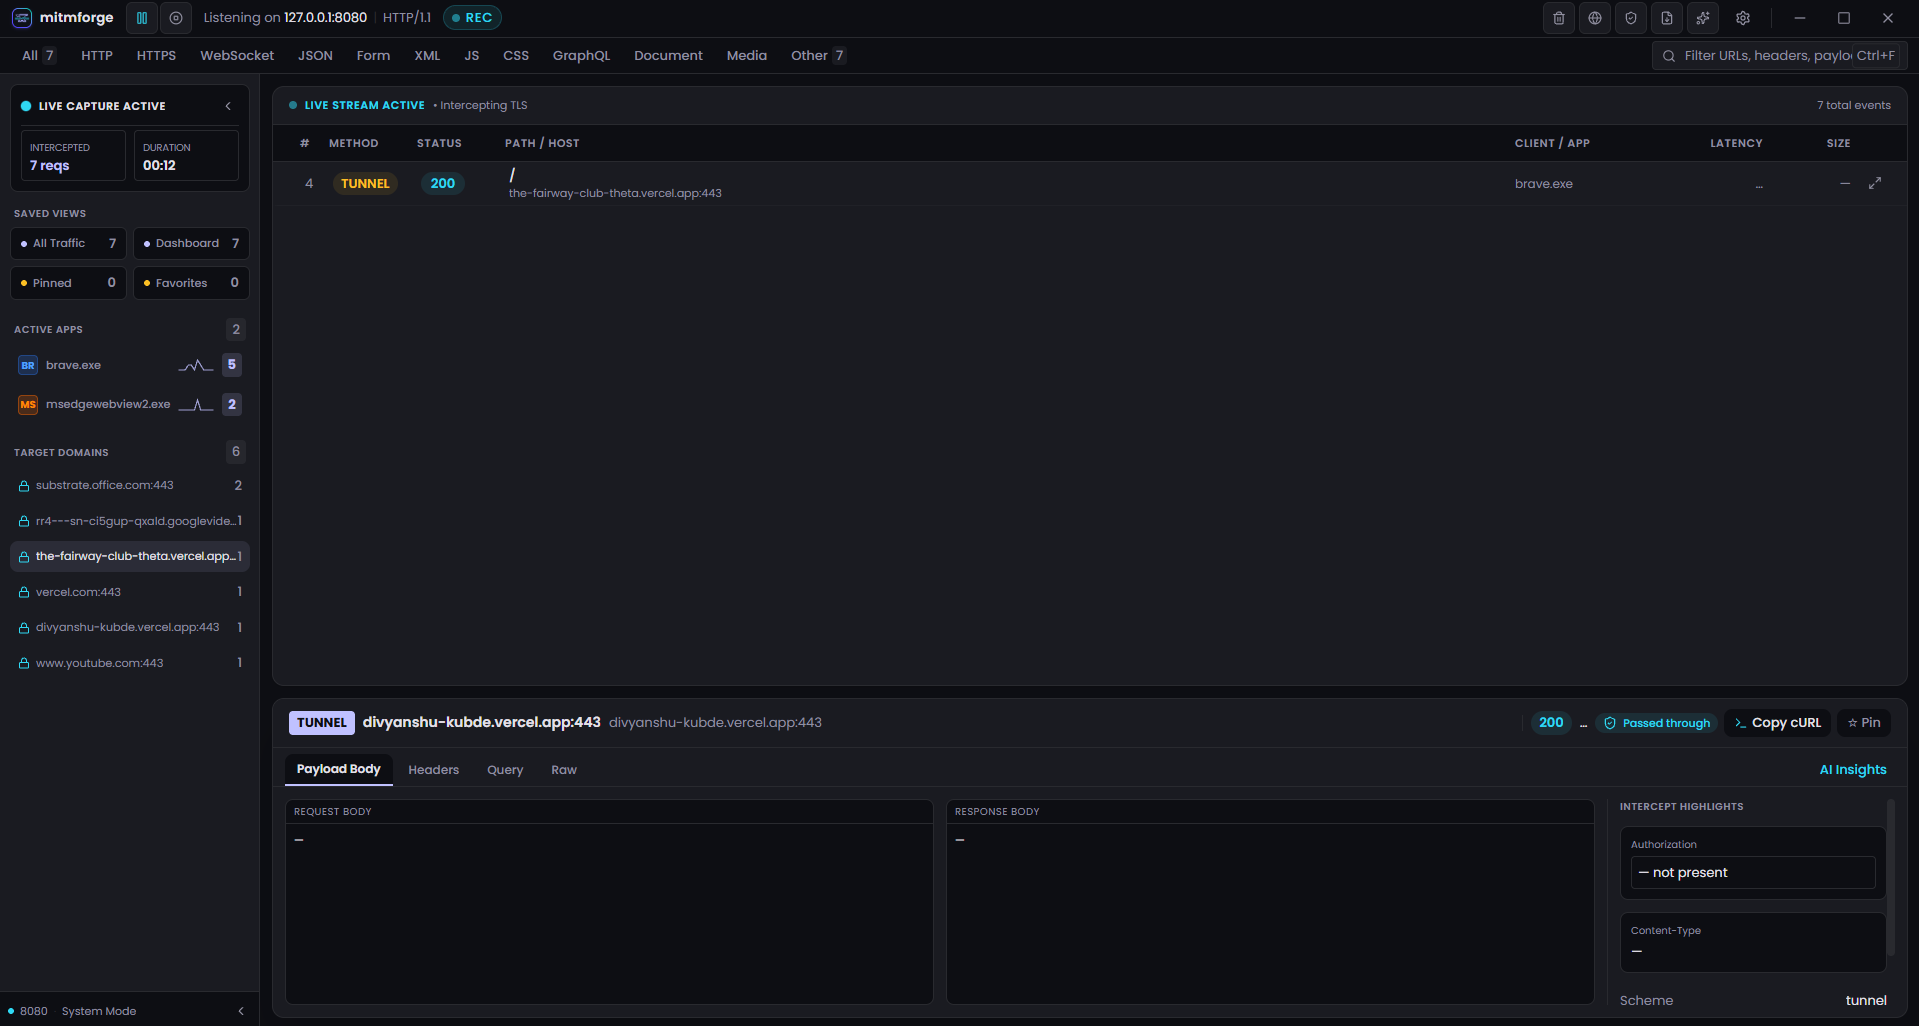 mitmforge
Listening on 127.0.0.1:8080 HTTP/1.1 REC
All 7 HTTP HTTPS WebSocket JSON Form XML JS CSS GraphQL Document Media Other 7
Filter URLs, headers, paylo Ctrl+F
LIVE CAPTURE ACTIVE
INTERCEPTED
7 reqs
DURATION
00:12
SAVED VIEWS
All Traffic 7
Dashboard 7
Pinned 0
Favorites 0
ACTIVE APPS 2
BR brave.exe 5
MS msedgewebview2.exe 2
TARGET DOMAINS 6
substrate.office.com:443 2
rr4---sn-ci5gup-qxald.googlevide... 1
the-fairway-club-theta.vercel.app... 1
vercel.com:443 1
divyanshu-kubde.vercel.app:443 1
www.youtube.com:443 1
8080 System Mode
LIVE STREAM ACTIVE • Intercepting TLS
7 total events
# METHOD STATUS PATH / HOST CLIENT / APP LATENCY SIZE
4 TUNNEL 200 / brave.exe ... —
the-fairway-club-theta.vercel.app:443
TUNNEL divyanshu-kubde.vercel.app:443 divyanshu-kubde.vercel.app:443
200 ... Passed through Copy cURL Pin
Payload Body Headers Query Raw
AI Insights
REQUEST BODY
—
RESPONSE BODY
—
INTERCEPT HIGHLIGHTS
Authorization
— not present
Content-Type
—
Scheme tunnel